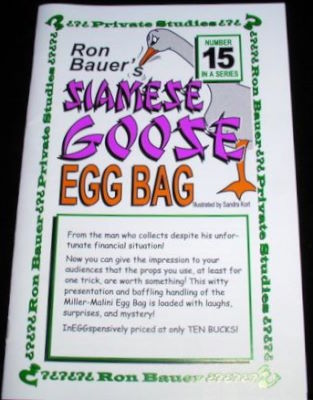 ¿?¿? Private Studies ¿?¿?
Ron
Bauer's
NUMBER
15
IN A SERIES
SIAMESE
GOOSE
EGG BAG
Illustrated by Sandra Kort
From the man who collects despite his unfor-
tunate financial situation!
Now you can give the impression to your
audiences that the props you use, at least for
one trick, are worth something! This witty
presentation and baffling handling of the
Miller-Malini Egg Bag is loaded with laughs,
surprises, and mystery!
InEGGspensively priced at only TEN BUCKS!
¿?¿?¿? Ron Bauer ¿?¿?¿?
Ron Bauer ¿?¿?¿? Private Studies
Ron Bauer ¿?¿? Private Studies